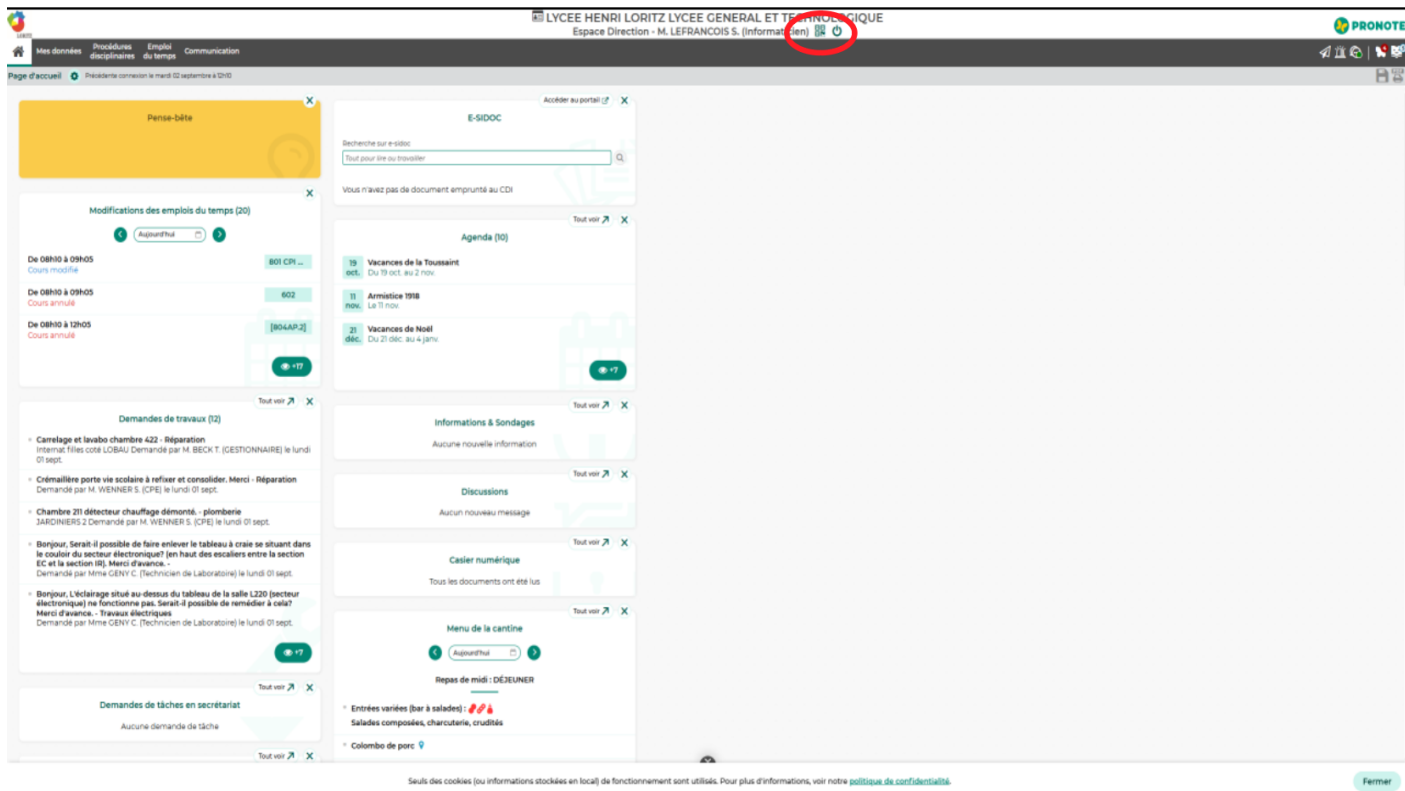 LYCEE HENRI LORITZ LYCEE GENERAL ET TECHNOLOGIQUE
Espace Direction - M. LEFRANCOIS S. (Informaticien)
PRONOTE
LORITZ
Mes données
Procédures disciplinaires
Emploi du temps
Communication
Page d'accueil
Précédente connexion le mardi 02 septembre à 12h10
Pense-bête
Modifications des emplois du temps (20)
Aujourd'hui
De 08h10 à 09h05
801 CPI ...
Cours modifié
De 08h10 à 09h05
602
Cours annulé
De 08h10 à 12h05
[804AP.2]
Cours annulé
+17
Tout voir
Demandes de travaux (12)
Carrelage et lavabo chambre 422 - Réparation
Internat filles coté LOBAU Demandé par M. BECK T. (GESTIONNAIRE) le lundi
01 sept.
Crémaillère porte vie scolaire à refixer et consolider. Merci - Réparation
Demandé par M. WENNER S. (CPE) le lundi 01 sept.
Chambre 211 détecteur chauffage démonté. - plomberie
JARDINIERS 2 Demandé par M. WENNER S. (CPE) le lundi 01 sept.
Bonjour, Serait-il possible de faire enlever le tableau à craie se situant dans
le couloir du secteur électronique? (en haut des escaliers entre la section
EC et la section IR). Merci d'avance. -
Demandé par Mme GENY C. (Technicien de Laboratoire) le lundi 01 sept.
Bonjour, L'éclairage situé au-dessus du tableau de la salle L220 (secteur
électronique) ne fonctionne pas. Serait-il possible de remédier à cela?
Merci d'avance. - Travaux électriques
Demandé par Mme GENY C. (Technicien de Laboratoire) le lundi 01 sept.
+7
Tout voir
Demandes de tâches en secrétariat
Aucune demande de tâche
Tout voir
Accéder au portail
E-SIDOC
Recherche sur e-sidoc
Tout pour lire ou travailler
Vous n'avez pas de document emprunté au CDI
Tout voir
Agenda (10)
19 oct.
Vacances de la Toussaint
Du 19 oct. au 2 nov.
11 nov.
Armistice 1918
Le 11 nov.
21 déc.
Vacances de Noël
Du 21 déc. au 4 janv.
+7
Tout voir
Informations & Sondages
Aucune nouvelle information
Tout voir
Discussions
Aucun nouveau message
Tout voir
Casier numérique
Tous les documents ont été lus
Tout voir
Menu de la cantine
Aujourd'hui
Repas de midi : DÉJEUNER
Entrées variées (bar à salades) :
Salades composées, charcuterie, crudités
Colombo de porc
Seuls des cookies (ou informations stockées en local) de fonctionnement sont utilisés. Pour plus d'informations, voir notre politique de confidentialité.
Fermer